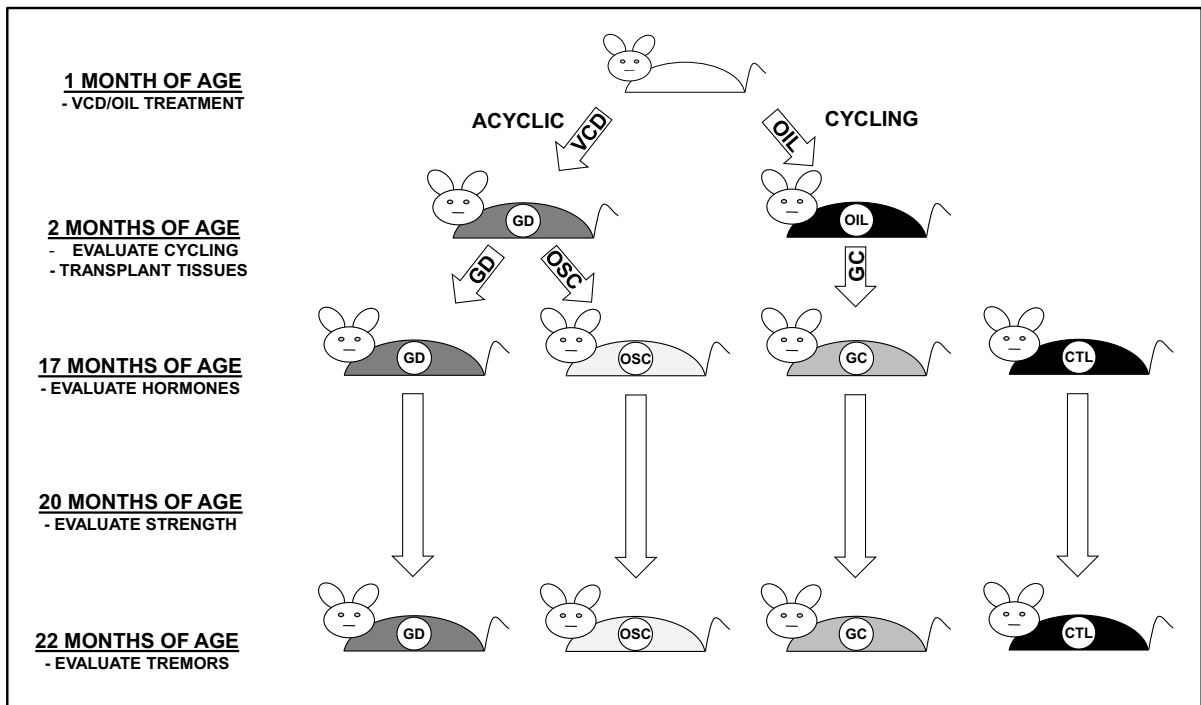 1 MONTH OF AGE
- VCD/OIL TREATMENT
ACYCLIC
VCD
OIL
CYCLING
2 MONTHS OF AGE
- EVALUATE CYCLING
- TRANSPLANT TISSUES
GD
OIL
GD
OSC
GC
17 MONTHS OF AGE
- EVALUATE HORMONES
GD
OSC
GC
CTL
20 MONTHS OF AGE
- EVALUATE STRENGTH
22 MONTHS OF AGE
- EVALUATE TREMORS
GD
OSC
GC
CTL